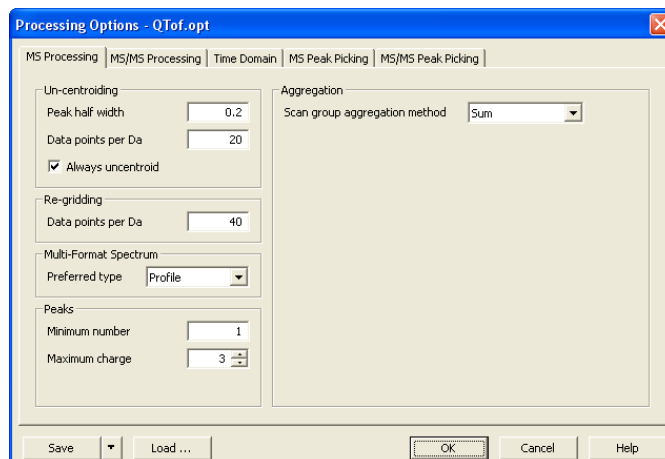 Processing Options - QTof.opt
MS Processing MS/MS Processing Time Domain MS Peak Picking MS/MS Peak Picking
Un-centroiding
Peak half width 0.2
Data points per Da 20
Always uncentroid
Re-gridding
Data points per Da 40
Multi-Format Spectrum
Preferred type Profile
Peaks
Minimum number 1
Maximum charge 3
Aggregation
Scan group aggregation method Sum
Save Load ... OK Cancel Help